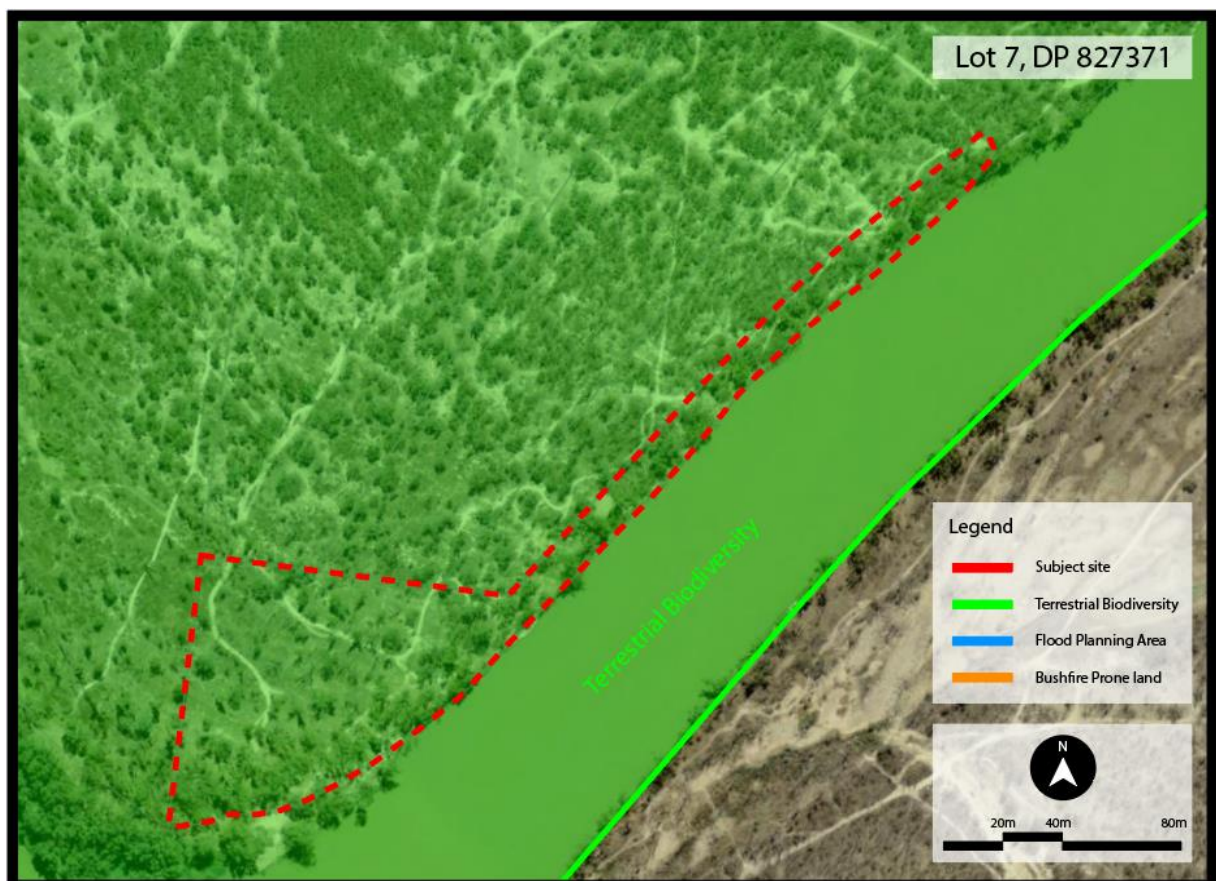 Lot 7, DP 827371
Terrestrial Biodiversity
Legend
Subject site
Terrestrial Biodiversity
Flood Planning Area
Bushfire Prone land
N
20m 40m 80m